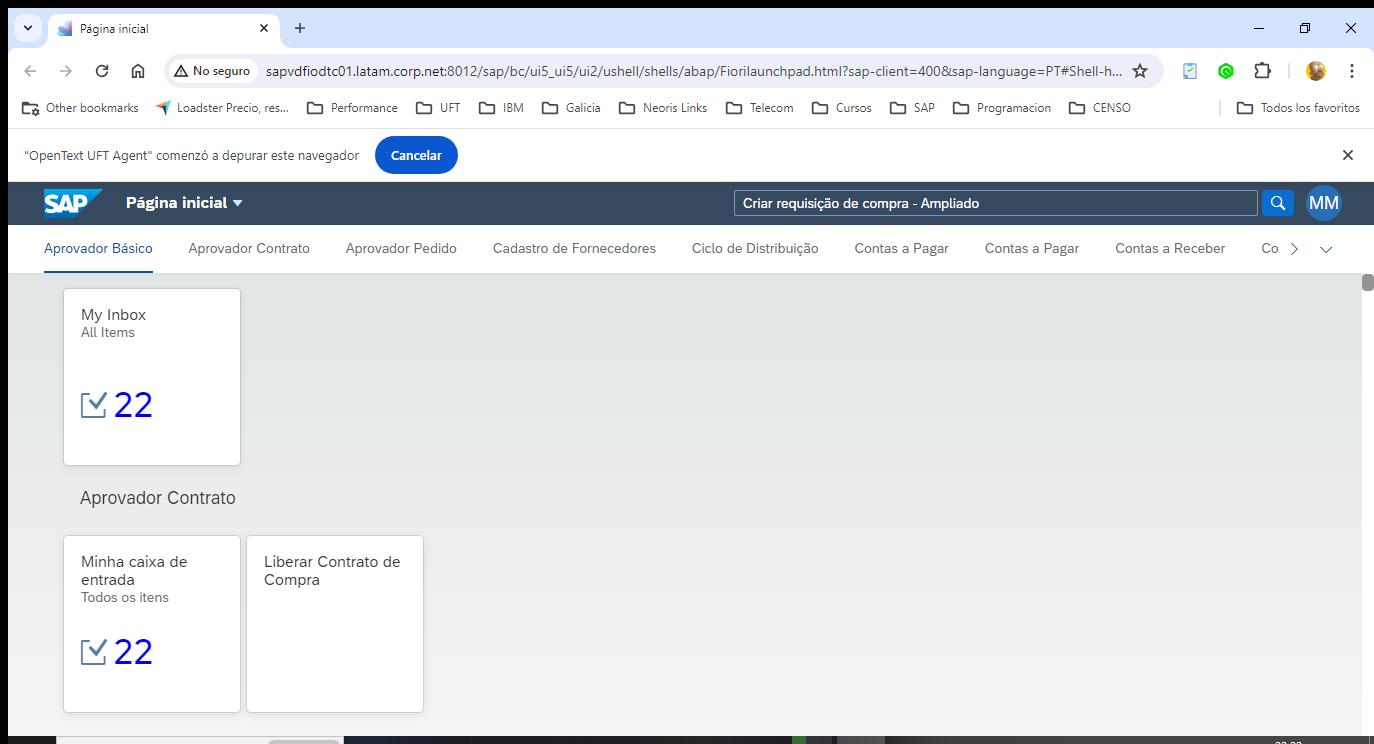 Página inicial
No seguro
sapvdfiodtc01.latam.corp.net:8012/sap/bc/ui5_ui5/ui2/ushell/shells/abap/Fiorilaunchpad.html?sap-client=400&sap-language=PT#Shell-h...
Other bookmarks
Loadster Precio, res...
Performance
UFT
IBM
Galicia
Neoris Links
Telecom
Cursos
SAP
Programacion
CENSO
Todos los favoritos
"OpenText UFT Agent" comenzó a depurar este navegador
Cancelar
SAP
Página inicial
Criar requisição de compra - Ampliado
MM
Aprovador Básico
Aprovador Contrato
Aprovador Pedido
Cadastro de Fornecedores
Ciclo de Distribuição
Contas a Pagar
Contas a Pagar
Contas a Receber
Co
My Inbox
All Items
22
Aprovador Contrato
Minha caixa de
entrada
Todos os itens
22
Liberar Contrato de
Compra